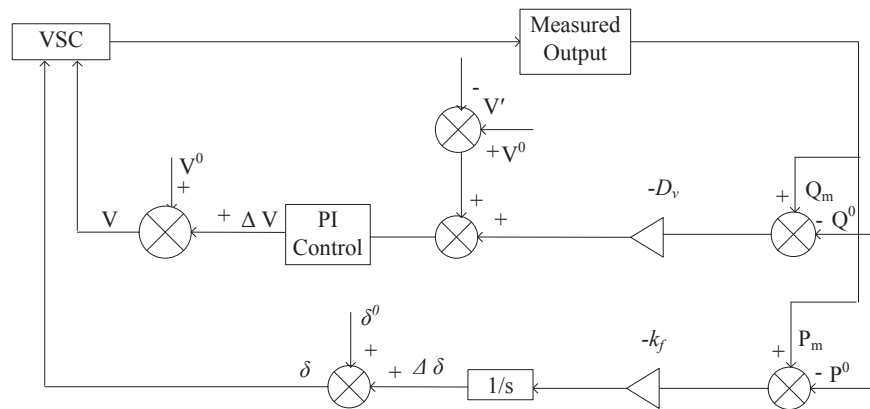 VSC
Measured
Output
-
V′
+V⁰
V⁰
+
V
+ Δ V
PI
Control
+
+
-Dᵥ
+
Qₘ
- Q⁰
δ⁰
+
δ
+ Δ δ
1/s
-k_f
+
Pₘ
- P⁰